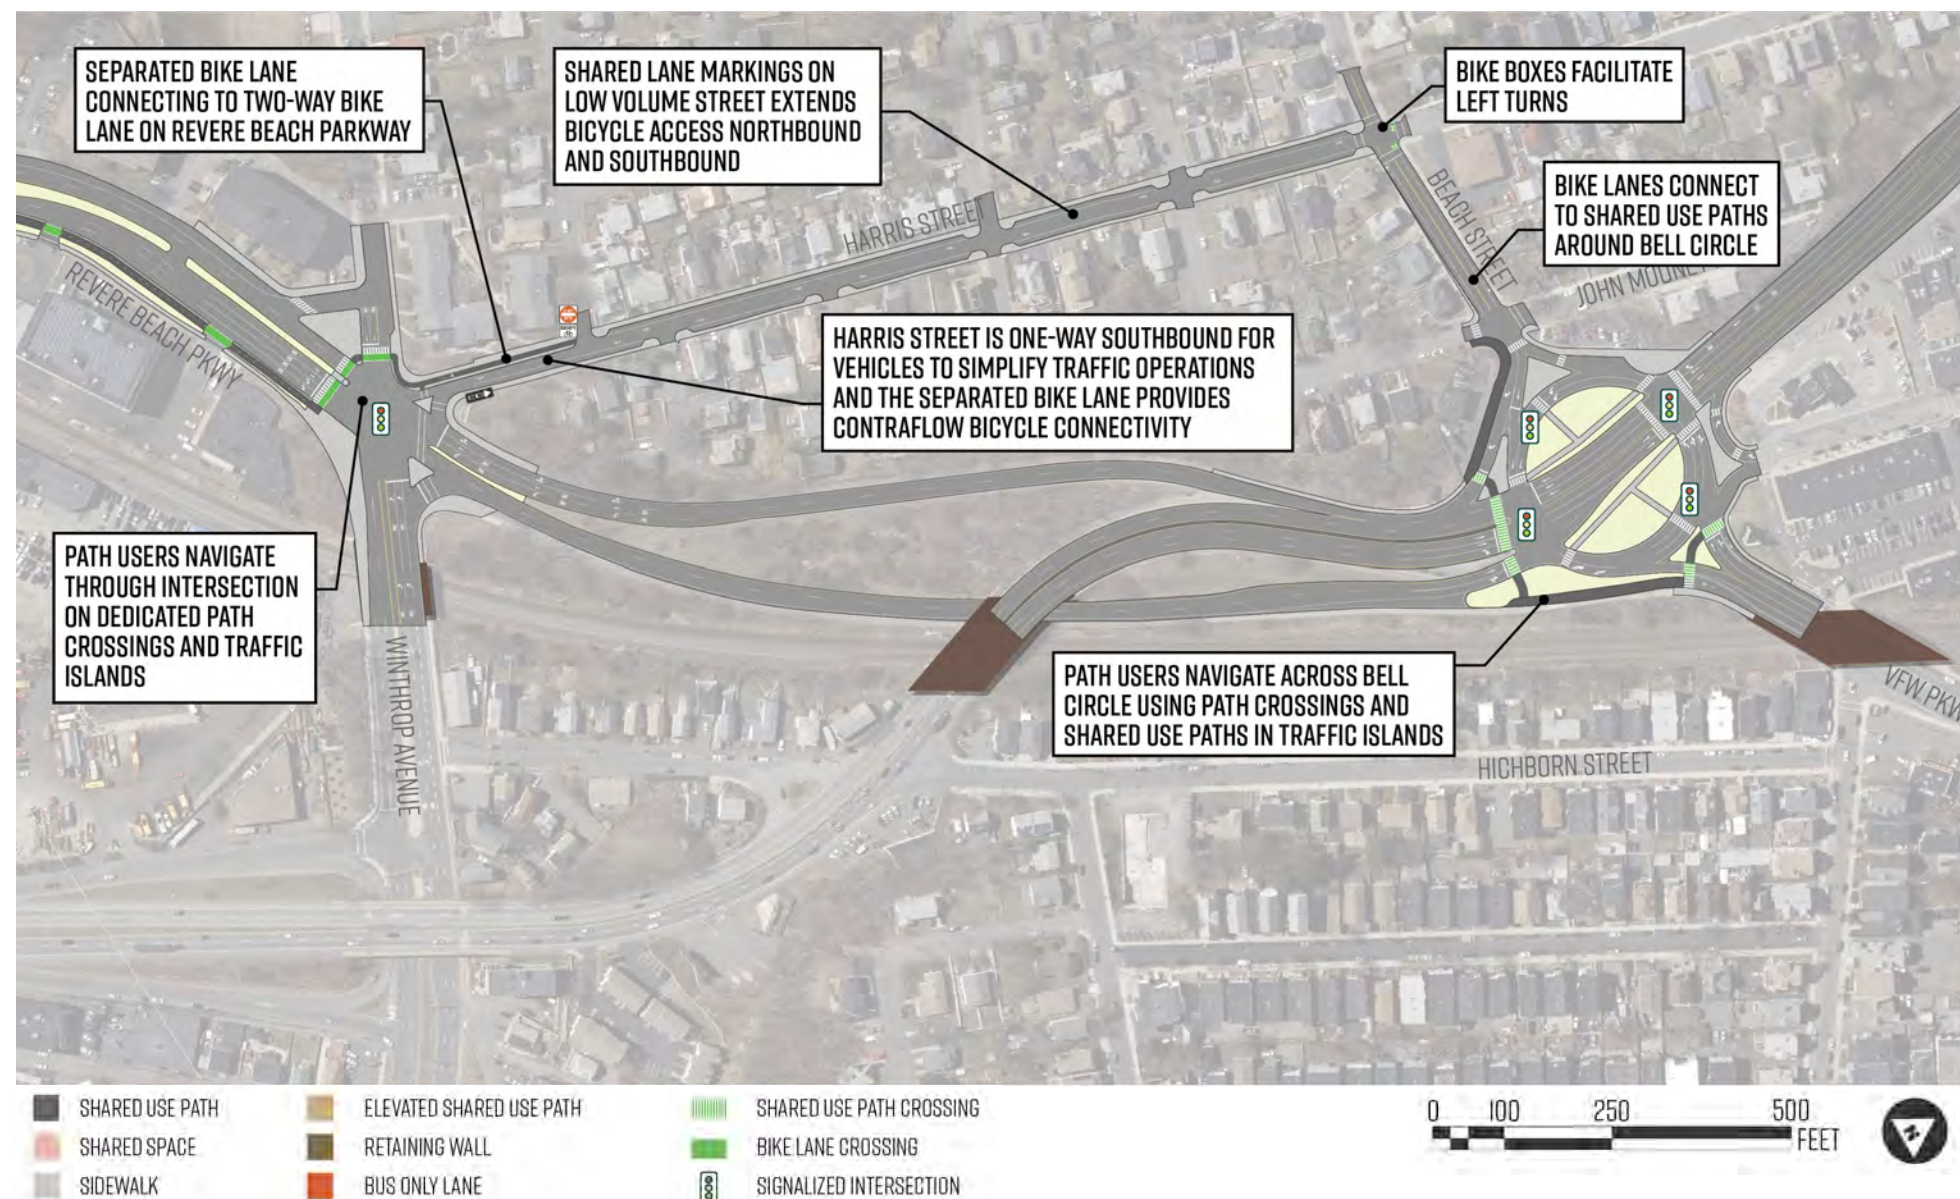 SEPARATED BIKE LANE
CONNECTING TO TWO-WAY BIKE
LANE ON REVERE BEACH PARKWAY
SHARED LANE MARKINGS ON
LOW VOLUME STREET EXTENDS
BICYCLE ACCESS NORTHBOUND
AND SOUTHBOUND
BIKE BOXES FACILITATE
LEFT TURNS
BIKE LANES CONNECT
TO SHARED USE PATHS
AROUND BELL CIRCLE
BEACH STREET
HARRIS STREET
JOHN MOONEY
REVERE BEACH PKWY
HARRIS STREET IS ONE-WAY SOUTHBOUND FOR
VEHICLES TO SIMPLIFY TRAFFIC OPERATIONS
AND THE SEPARATED BIKE LANE PROVIDES
CONTRAFLOW BICYCLE CONNECTIVITY
PATH USERS NAVIGATE
THROUGH INTERSECTION
ON DEDICATED PATH
CROSSINGS AND TRAFFIC
ISLANDS
WINTHROP AVENUE
PATH USERS NAVIGATE ACROSS BELL
CIRCLE USING PATH CROSSINGS AND
SHARED USE PATHS IN TRAFFIC ISLANDS
VFW PKW
HICHBORN STREET
SHARED USE PATH
SHARED SPACE
SIDEWALK
ELEVATED SHARED USE PATH
RETAINING WALL
BUS ONLY LANE
SHARED USE PATH CROSSING
BIKE LANE CROSSING
SIGNALIZED INTERSECTION
0 100 250 500
FEET
N